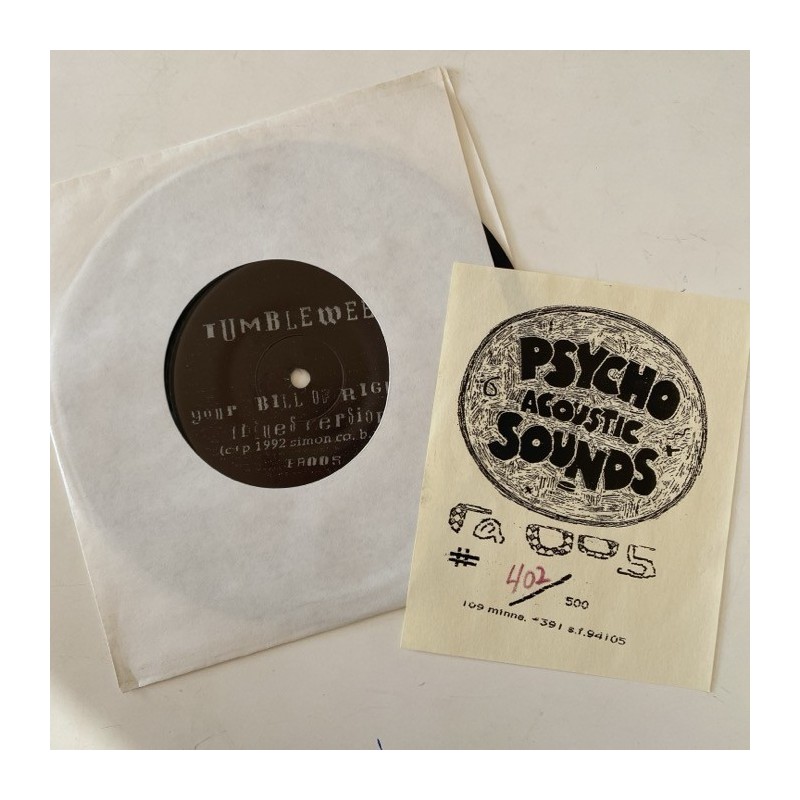 TUMBLEWEE
your BILL OF RIG
(c+p 1992 simon co. b.
FA005
PSYCHO
ACOUSTIC
SOUNDS
fa 005
# 402/500
109 minna, #391 s.f.94105